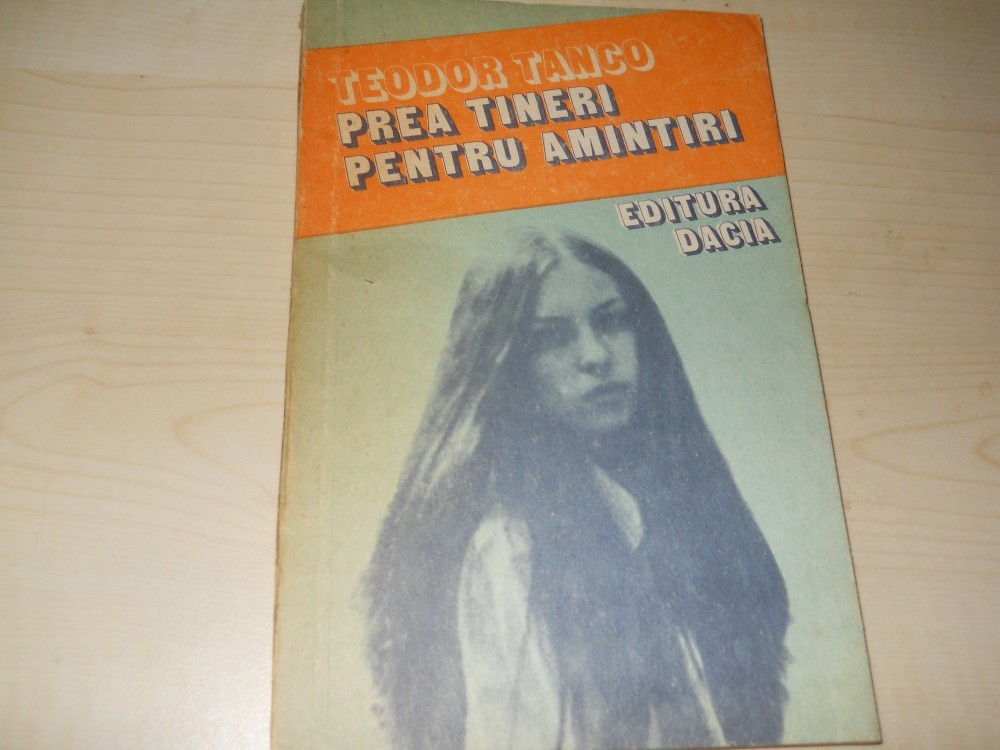 TEODOR TANCO
PREA TINERI
PENTRU AMINTIRI
EDITURA
DACIA